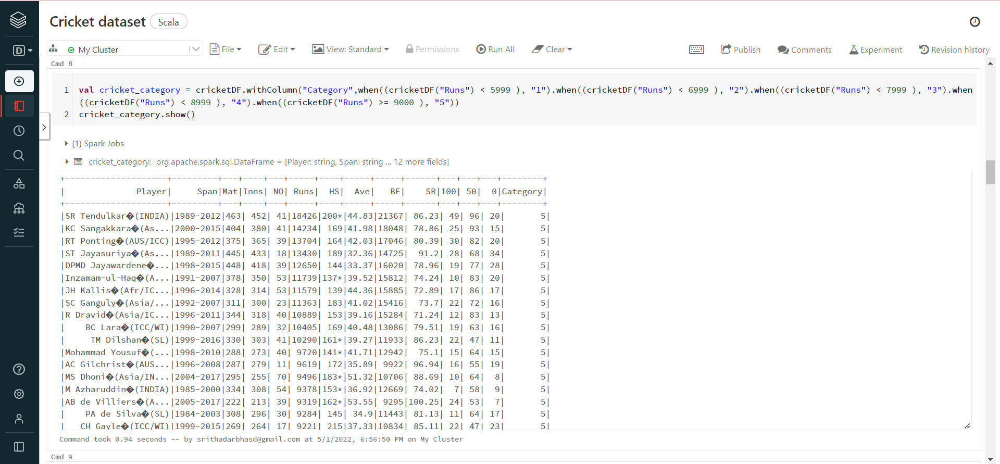 Cricket dataset Scala
D
My Cluster File Edit View: Standard Permissions Run All Clear Publish Comments Experiment Revision history
Cmd 8
1 val cricket_category = cricketDF.withColumn("Category",when((cricketDF("Runs") < 5999 ), "1").when((cricketDF("Runs") < 6999 ), "2").when((cricketDF("Runs") < 7999 ), "3").when
((cricketDF("Runs") < 8999 ), "4").when((cricketDF("Runs") >= 9000 ), "5"))
2 cricket_category.show()
(1) Spark Jobs
cricket_category: org.apache.spark.sql.DataFrame = [Player: string, Span: string ... 12 more fields]
+--------------------+---------+---+-----+---+-----+----+-----+-----+------+---+---+---+--------+
|              Player|     Span|Mat|Inns| NO| Runs|  HS|  Ave|   BF|    SR|100| 50|  0|Category|
+--------------------+---------+---+-----+---+-----+----+-----+-----+------+---+---+---+--------+
|SR Tendulkar�(INDIA)|1989-2012|463| 452| 41|18426|200*|44.83|21367| 86.23| 49| 96| 20|       5|
|KC Sangakkara�(As...|2000-2015|404| 380| 41|14234| 169|41.98|18048| 78.86| 25| 93| 15|       5|
|RT Ponting�(AUS/ICC)|1995-2012|375| 365| 39|13704| 164|42.03|17046| 80.39| 30| 82| 20|       5|
|ST Jayasuriya�(As...|1989-2011|445| 433| 18|13430| 189|32.36|14725|  91.2| 28| 68| 34|       5|
|DPMD Jayawardene�...|1998-2015|448| 418| 39|12650| 144|33.37|16020| 78.96| 19| 77| 28|       5|
|Inzamam-ul-Haq�(A...|1991-2007|378| 350| 53|11739|137*|39.52|15812| 74.24| 10| 83| 20|       5|
|JH Kallis�(Afr/IC...|1996-2014|328| 314| 53|11579| 139|44.36|15885| 72.89| 17| 86| 17|       5|
|SC Ganguly�(Asia/...|1992-2007|311| 300| 23|11363| 183|41.02|15416|  73.7| 22| 72| 16|       5|
|R Dravid�(Asia/IC...|1996-2011|344| 318| 40|10889| 153|39.16|15284| 71.24| 12| 83| 13|       5|
|    BC Lara�(ICC/WI)|1990-2007|299| 289| 32|10405| 169|40.48|13086| 79.51| 19| 63| 16|       5|
|     TM Dilshan�(SL)|1999-2016|330| 303| 41|10290|161*|39.27|11933| 86.23| 22| 47| 11|       5|
|Mohammad Yousuf�(...|1998-2010|288| 273| 40| 9720|141*|41.71|12942|  75.1| 15| 64| 15|       5|
|AC Gilchrist�(AUS...|1996-2008|287| 279| 11| 9619| 172|35.89| 9922| 96.94| 16| 55| 19|       5|
|MS Dhoni�(Asia/IN...|2004-2017|295| 255| 70| 9496|183*|51.32|10706| 88.69| 10| 64|  8|       5|
|M Azharuddin�(INDIA)|1985-2000|334| 308| 54| 9378|153*|36.92|12669| 74.02|  7| 58|  9|       5|
|AB de Villiers�(A...|2005-2017|222| 213| 39| 9319|162*|53.55| 9295|100.25| 24| 53|  7|       5|
|    PA de Silva�(SL)|1984-2003|308| 296| 30| 9284| 145| 34.9|11443| 81.13| 11| 64| 17|       5|
|   CH Gayle�(ICC/WI)|1999-2015|269| 264| 17| 9221| 215|37.33|10834| 85.11| 22| 47| 23|       5|
Command took 0.94 seconds -- by srithadarbhasd@gmail.com at 5/1/2022, 6:56:50 PM on My Cluster
Cmd 9